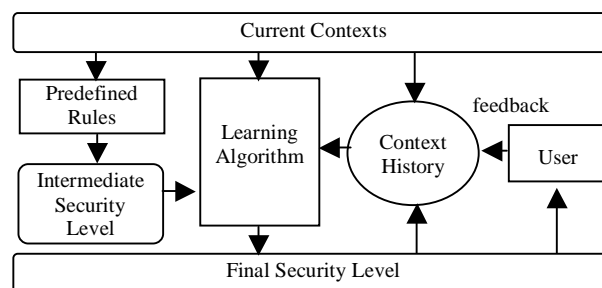 Current Contexts
Predefined
Rules
Learning
Algorithm
feedback
Context
History
User
Intermediate
Security
Level
Final Security Level